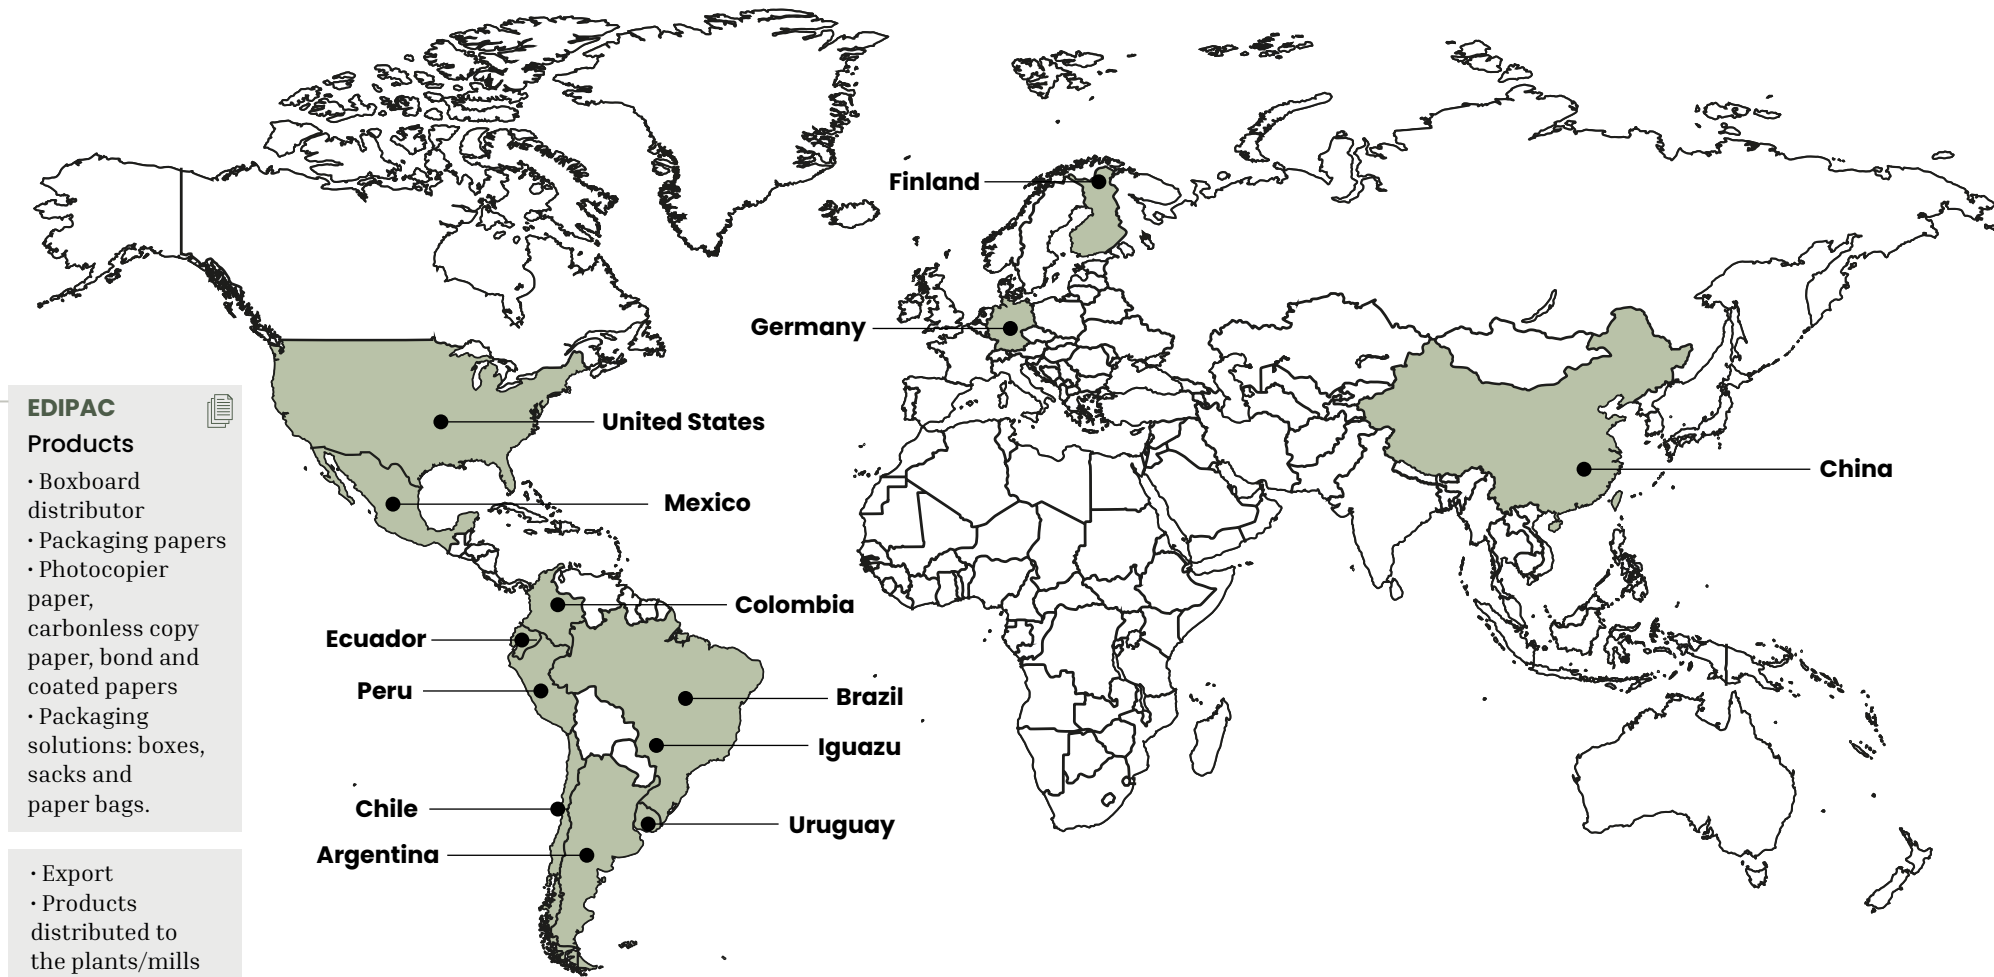 EDIPAC
Products
· Boxboard
distributor
· Packaging papers
· Photocopier
paper,
carbonless copy
paper, bond and
coated papers
· Packaging
solutions: boxes,
sacks and
paper bags.
· Export
· Products
distributed to
the plants/mills
Finland
Germany
United States
China
Mexico
Colombia
Ecuador
Peru
Brazil
Iguazu
Chile
Uruguay
Argentina